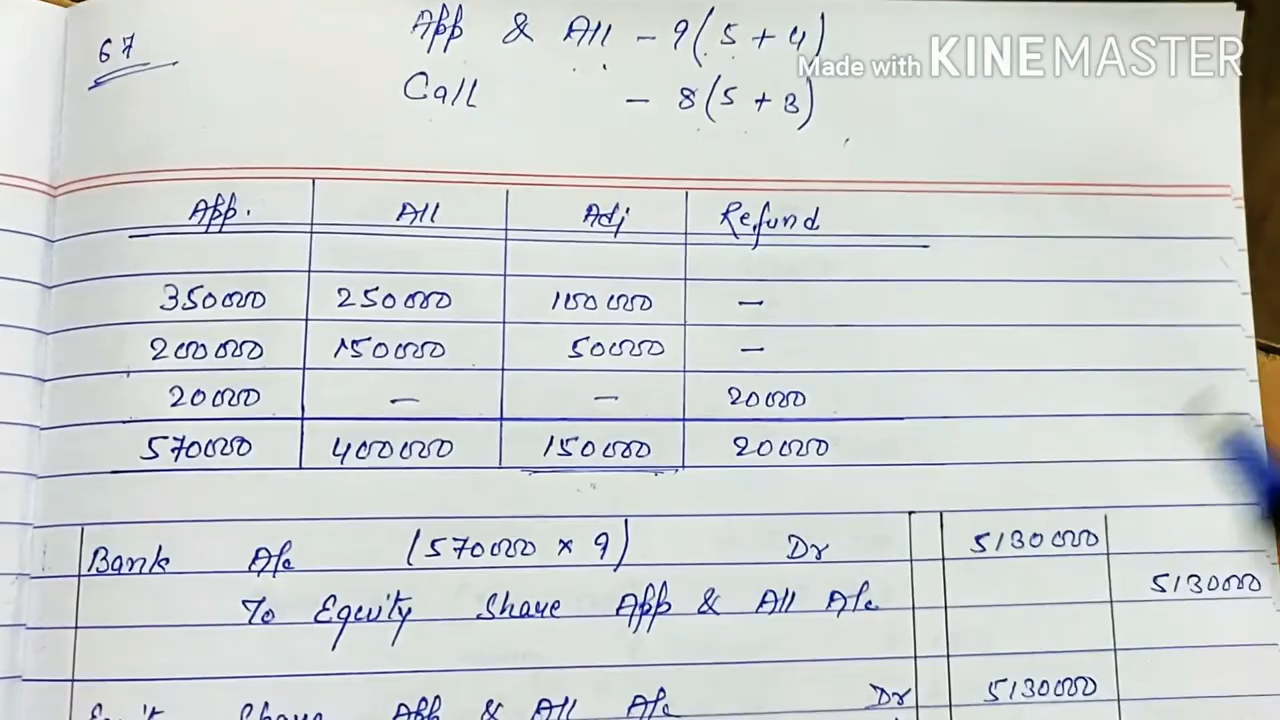 67
App & All - 9(5+4)
Made with KINEMASTER
Call - 8(5+3)
App. All Adj Refund
350000 250000 100000 -
200000 150000 50000 -
20000 - - 20000
570000 400000 150000 20000
Bank A/c (570000 × 9) Dr 5130000
To Equity Share App & All A/c 5130000
Equity Share App & All A/c Dr 5130000